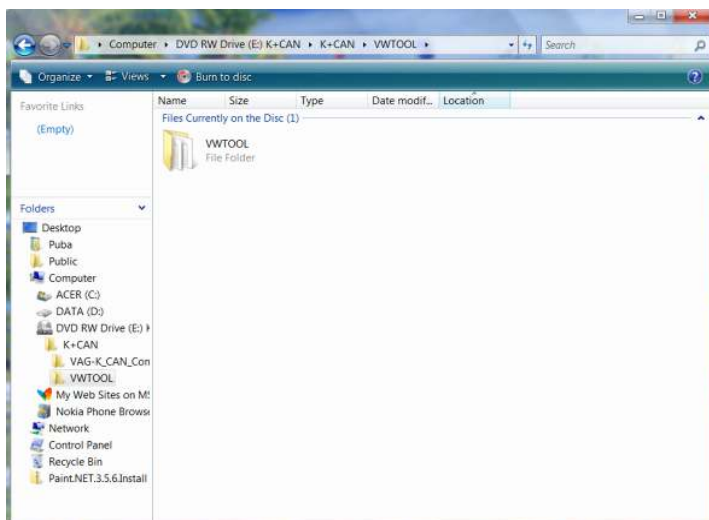 Computer ▸ DVD RW Drive (E:) K+CAN ▸ K+CAN ▸ VWTOOL ▸
Search
Organize
Views
Burn to disc
Favorite Links
(Empty)
Name Size Type Date modif... Location
Files Currently on the Disc (1)
VWTOOL
File Folder
Folders
Desktop
Puba
Public
Computer
ACER (C:)
DATA (D:)
DVD RW Drive (E:) K
K+CAN
VAG-K_CAN_Con
VWTOOL
My Web Sites on MS
Nokia Phone Browse
Network
Control Panel
Recycle Bin
Paint.NET.3.5.6.Install